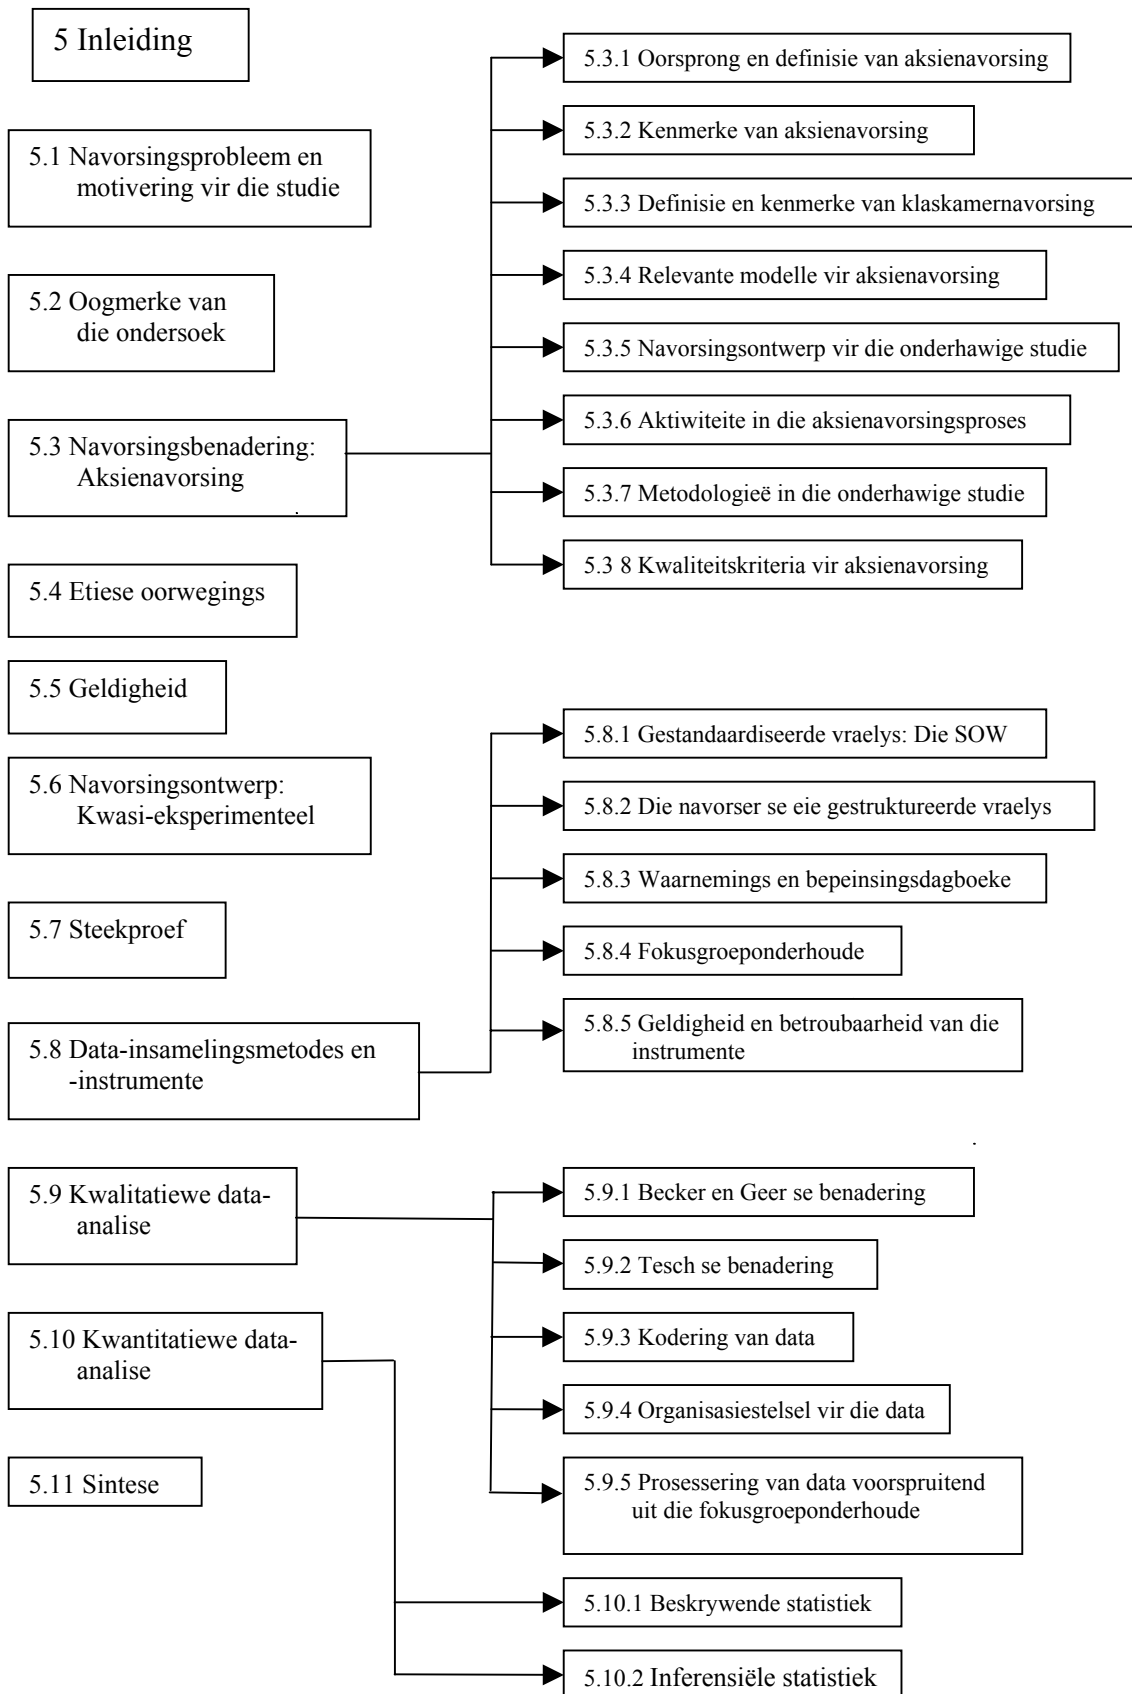 5 Inleiding
5.1 Navorsingsprobleem en
motivering vir die studie
5.2 Oogmerke van
die ondersoek
5.3 Navorsingsbenadering:
Aksienavorsing
5.3.1 Oorsprong en definisie van aksienavorsing
5.3.2 Kenmerke van aksienavorsing
5.3.3 Definisie en kenmerke van klaskamernavorsing
5.3.4 Relevante modelle vir aksienavorsing
5.3.5 Navorsingsontwerp vir die onderhawige studie
5.3.6 Aktiwiteite in die aksienavorsingsproses
5.3.7 Metodologieë in die onderhawige studie
5.3 8 Kwaliteitskriteria vir aksienavorsing
5.4 Etiese oorwegings
5.5 Geldigheid
5.6 Navorsingsontwerp:
Kwasi-eksperimenteel
5.7 Steekproef
5.8 Data-insamelingsmetodes en
-instrumente
5.8.1 Gestandaardiseerde vraelys: Die SOW
5.8.2 Die navorser se eie gestruktureerde vraelys
5.8.3 Waarnemings en bepeinsingsdagboeke
5.8.4 Fokusgroeponderhoude
5.8.5 Geldigheid en betroubaarheid van die
instrumente
5.9 Kwalitatiewe data-
analise
5.9.1 Becker en Geer se benadering
5.9.2 Tesch se benadering
5.9.3 Kodering van data
5.9.4 Organisasiestelsel vir die data
5.9.5 Prosessering van data voorspruitend
uit die fokusgroeponderhoude
5.10 Kwantitatiewe data-
analise
5.10.1 Beskrywende statistiek
5.10.2 Inferensiële statistiek
5.11 Sintese